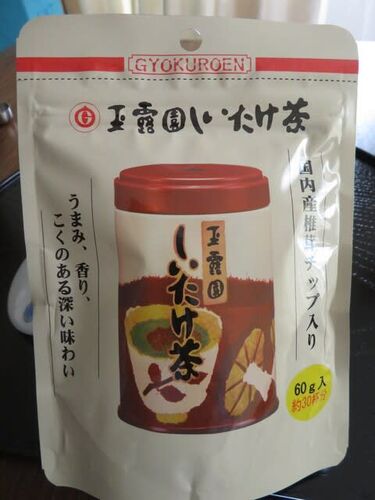 GYOKUROEN
G 玉露園しいたけ茶
国内産椎茸チップ入り
うまみ、香り、
こくのある深い味わい
玉露園
しいたけ茶
60g入
約30杯分